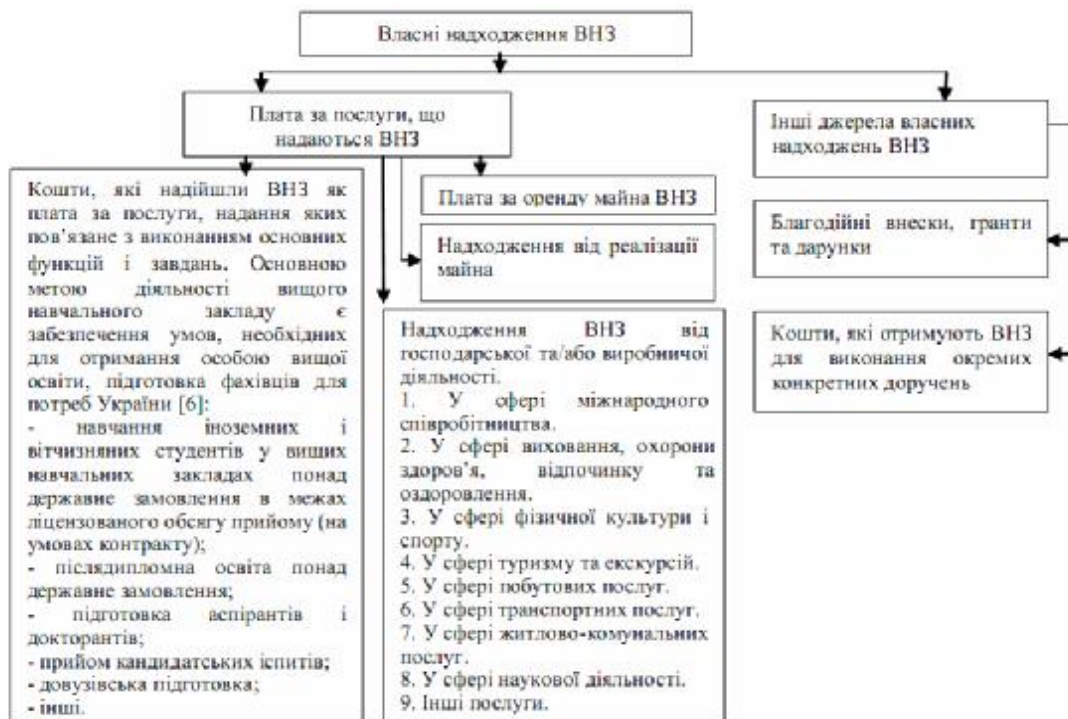 Власні надходження ВНЗ
Плата за послуги, що
надаються ВНЗ
Інші джерела власних
надходжень ВНЗ
Кошти, які надійшли ВНЗ як
плата за послуги, надання яких
пов’язане з виконанням основних
функцій і завдань. Основною
метою діяльності вищого
навчального закладу є
забезпечення умов, необхідних
для отримання особою вищої
освіти, підготовка фахівців для
потреб України [6]:
- навчання іноземних і
вітчизняних студентів у вищих
навчальних закладах понад
державне замовлення в межах
ліцензованого обсягу прийому (на
умовах контракту);
- післядипломна освіта понад
державне замовлення;
- підготовка аспірантів і
докторантів;
- прийом кандидатських іспитів;
- довузівська підготовка;
- інші.
Плата за оренду майна ВНЗ
Надходження від реалізації
майна
Надходження ВНЗ від
господарської та/або виробничої
діяльності.
1. У сфері міжнародного
співробітництва.
2. У сфері виховання, охорони
здоров’я, відпочинку та
оздоровлення.
3. У сфері фізичної культури і
спорту.
4. У сфері туризму та екскурсій.
5. У сфері побутових послуг.
6. У сфері транспортних послуг.
7. У сфері житлово-комунальних
послуг.
8. У сфері наукової діяльності.
9. Інші послуги.
Благодійні внески, гранти
та дарунки
Кошти, які отримують ВНЗ
для виконання окремих
конкретних доручень